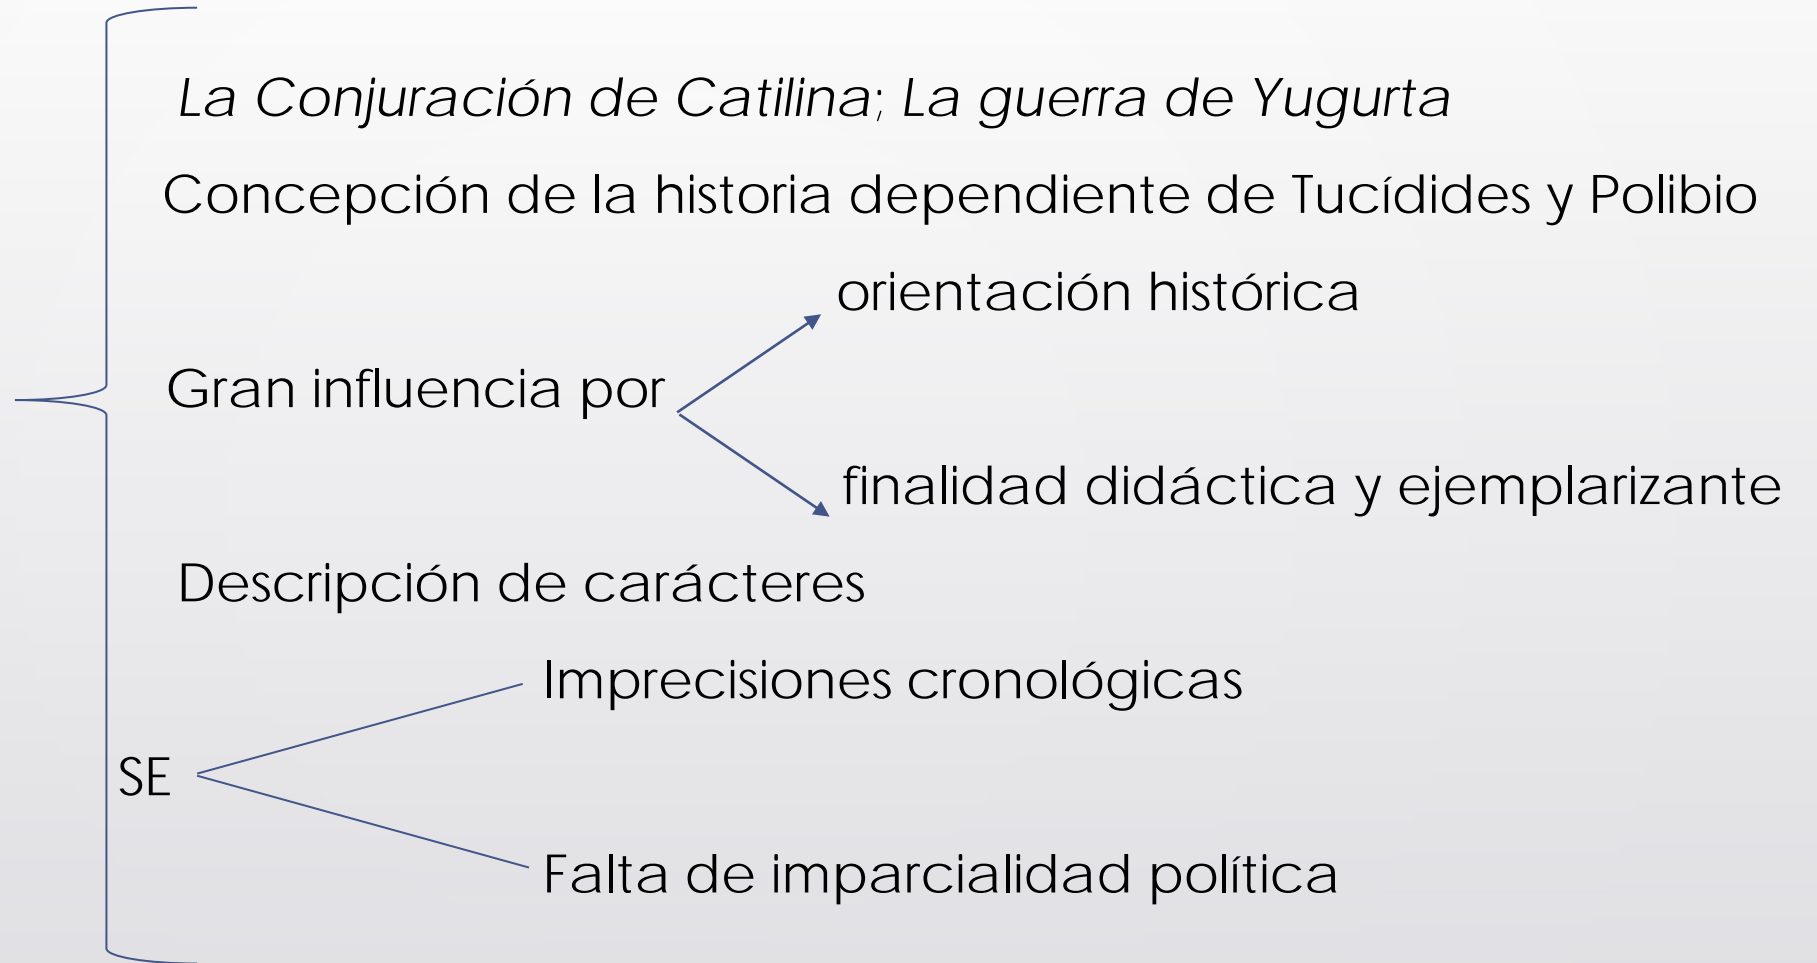 La Conjuración de Catilina; La guerra de Yugurta
Concepción de la historia dependiente de Tucídides y Polibio
orientación histórica
Gran influencia por
finalidad didáctica y ejemplarizante
Descripción de carácteres
Imprecisiones cronológicas
SE
Falta de imparcialidad política